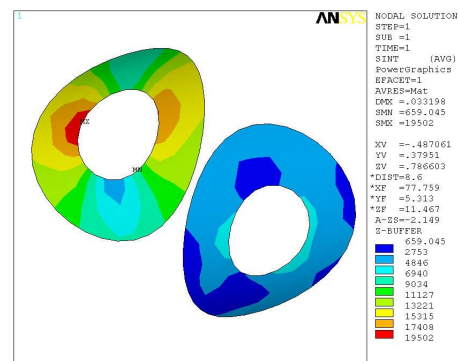 1
ANSYS
NODAL SOLUTION
STEP=1
SUB =1
TIME=1
SINT (AVG)
PowerGraphics
EFACET=1
AVRES=Mat
DMX =.033198
SMN =659.045
SMX =19502
XV =-.487061
YV =.37951
ZV =.786603
*DIST=8.6
*XF =77.759
*YF =5.313
*ZF =11.467
A-ZS=-2.149
Z-BUFFER
659.045
2753
4846
6940
9034
11127
13221
15315
17408
19502
MX
MN